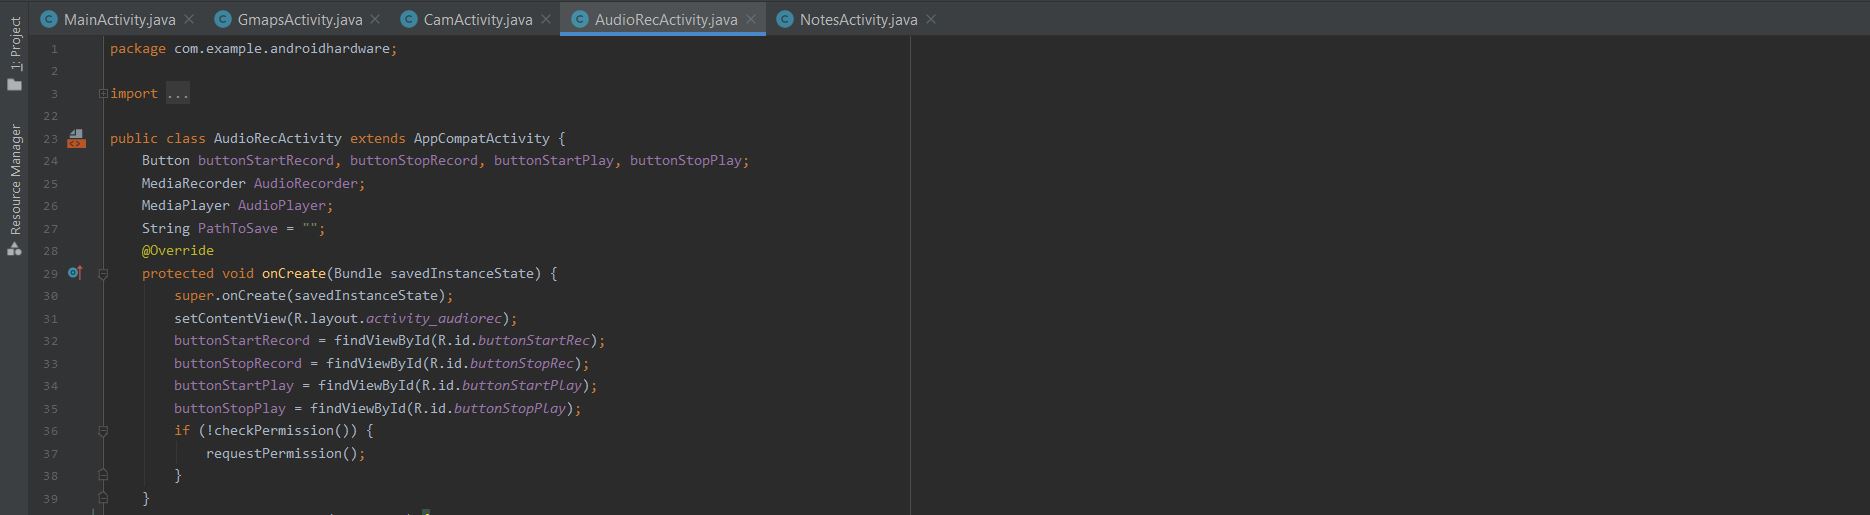 MainActivity.java GmapsActivity.java CamActivity.java AudioRecActivity.java NotesActivity.java
1: Project
Resource Manager
1 package com.example.androidhardware;
2
3 import ...
22
23 public class AudioRecActivity extends AppCompatActivity {
24 Button buttonStartRecord, buttonStopRecord, buttonStartPlay, buttonStopPlay;
25 MediaRecorder AudioRecorder;
26 MediaPlayer AudioPlayer;
27 String PathToSave = "";
28 @Override
29 protected void onCreate(Bundle savedInstanceState) {
30 super.onCreate(savedInstanceState);
31 setContentView(R.layout.activity_audiorec);
32 buttonStartRecord = findViewById(R.id.buttonStartRec);
33 buttonStopRecord = findViewById(R.id.buttonStopRec);
34 buttonStartPlay = findViewById(R.id.buttonStartPlay);
35 buttonStopPlay = findViewById(R.id.buttonStopPlay);
36 if (!checkPermission()) {
37 requestPermission();
38 }
39 }